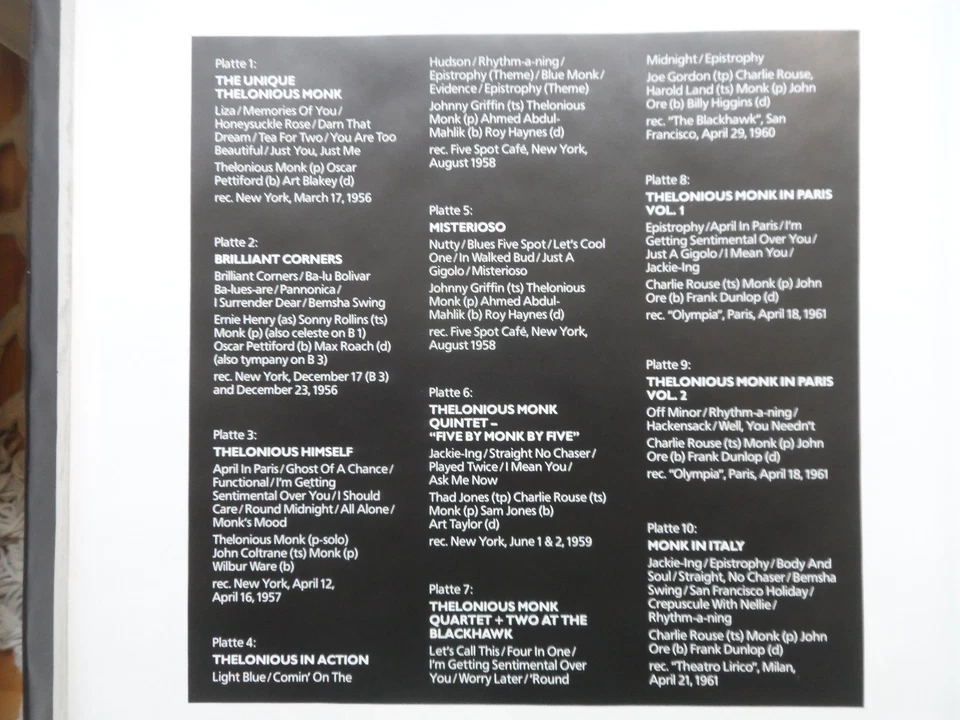 Platte 1:
THE UNIQUE
THELONIOUS MONK
Liza/Memories Of You/
Honeysuckle Rose/Darn That
Dream/Tea For Two/You Are Too
Beautiful/Just You, Just Me
Thelonious Monk (p) Oscar
Pettiford (b) Art Blakey (d)
rec. New York, March 17, 1956
Platte 2:
BRILLIANT CORNERS
Brilliant Corners/Ba-lu Bolivar
Ba-lues-are/Pannonica/
I Surrender Dear/Bemsha Swing
Ernie Henry (as) Sonny Rollins (ts)
Monk (p) (also celeste on B 1)
Oscar Pettiford (b) Max Roach (d)
(also tympany on B 3)
rec. New York, December 17 (B 3)
and December 23, 1956
Platte 3:
THELONIOUS HIMSELF
April In Paris/Ghost Of A Chance/
Functional/I'm Getting
Sentimental Over You/I Should
Care/Round Midnight/All Alone/
Monk's Mood
Thelonious Monk (p-solo)
John Coltrane (ts) Monk (p)
Wilbur Ware (b)
rec. New York, April 12,
April 16, 1957
Platte 4:
THELONIOUS IN ACTION
Light Blue/Comin' On The
Hudson/Rhythm-a-ning/
Epistrophy (Theme)/Blue Monk/
Evidence/Epistrophy (Theme)
Johnny Griffin (ts) Thelonious
Monk (p) Ahmed Abdul-
Mahlik (b) Roy Haynes (d)
rec. Five Spot Café, New York,
August 1958
Platte 5:
MISTERIOSO
Nutty/Blues Five Spot/Let's Cool
One/In Walked Bud/Just A
Gigolo/Misterioso
Johnny Griffin (ts) Thelonious
Monk (p) Ahmed Abdul-
Mahlik (b) Roy Haynes (d)
rec. Five Spot Café, New York,
August 1958
Platte 6:
THELONIOUS MONK
QUINTET –
"FIVE BY MONK BY FIVE"
Jackie-Ing/Straight No Chaser/
Played Twice/I Mean You/
Ask Me Now
Thad Jones (tp) Charlie Rouse (ts)
Monk (p) Sam Jones (b)
Art Taylor (d)
rec. New York, June 1 & 2, 1959
Platte 7:
THELONIOUS MONK
QUARTET + TWO AT THE
BLACKHAWK
Let's Call This/Four In One/
I'm Getting Sentimental Over
You/Worry Later/'Round
Midnight/Epistrophy
Joe Gordon (tp) Charlie Rouse,
Harold Land (ts) Monk (p) John
Ore (b) Billy Higgins (d)
rec. "The Blackhawk", San
Francisco, April 29, 1960
Platte 8:
THELONIOUS MONK IN PARIS
VOL. 1
Epistrophy/April In Paris/I'm
Getting Sentimental Over You/
Just A Gigolo/I Mean You/
Jackie-Ing
Charlie Rouse (ts) Monk (p) John
Ore (b) Frank Dunlop (d)
rec. "Olympia", Paris, April 18, 1961
Platte 9:
THELONIOUS MONK IN PARIS
VOL. 2
Off Minor/Rhythm-a-ning/
Hackensack/Well, You Needn't
Charlie Rouse (ts) Monk (p) John
Ore (b) Frank Dunlop (d)
rec. "Olympia", Paris, April 18, 1961
Platte 10:
MONK IN ITALY
Jackie-Ing/Epistrophy/Body And
Soul/Straight, No Chaser/Bemsha
Swing/San Francisco Holiday/
Crepuscule With Nellie/
Rhythm-a-ning
Charlie Rouse (ts) Monk (p) John
Ore (b) Frank Dunlop (d)
rec. "Theatro Lirico", Milan,
April 21, 1961